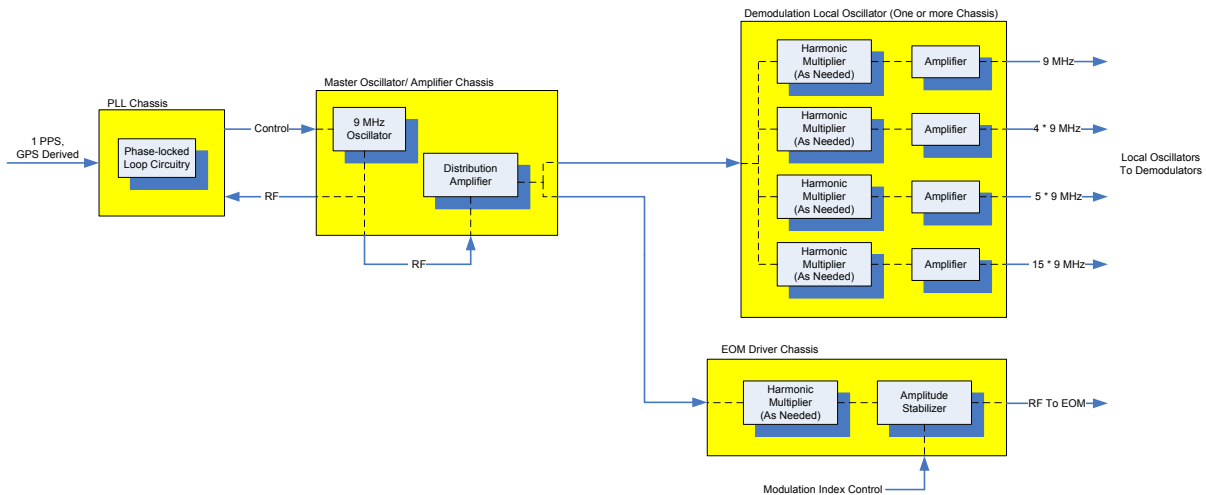 Demodulation Local Oscillator (One or more Chassis)
Harmonic
Multiplier
(As Needed)
Amplifier
9 MHz
Master Oscillator/ Amplifier Chassis
PLL Chassis
1 PPS,
GPS Derived
Phase-locked
Loop Circuitry
Control
9 MHz
Oscillator
Harmonic
Multiplier
(As Needed)
Amplifier
4 * 9 MHz
Distribution
Amplifier
Local Oscillators
To Demodulators
RF
Harmonic
Multiplier
(As Needed)
Amplifier
5 * 9 MHz
RF
Harmonic
Multiplier
(As Needed)
Amplifier
15 * 9 MHz
EOM Driver Chassis
Harmonic
Multiplier
(As Needed)
Amplitude
Stabilizer
RF To EOM
Modulation Index Control